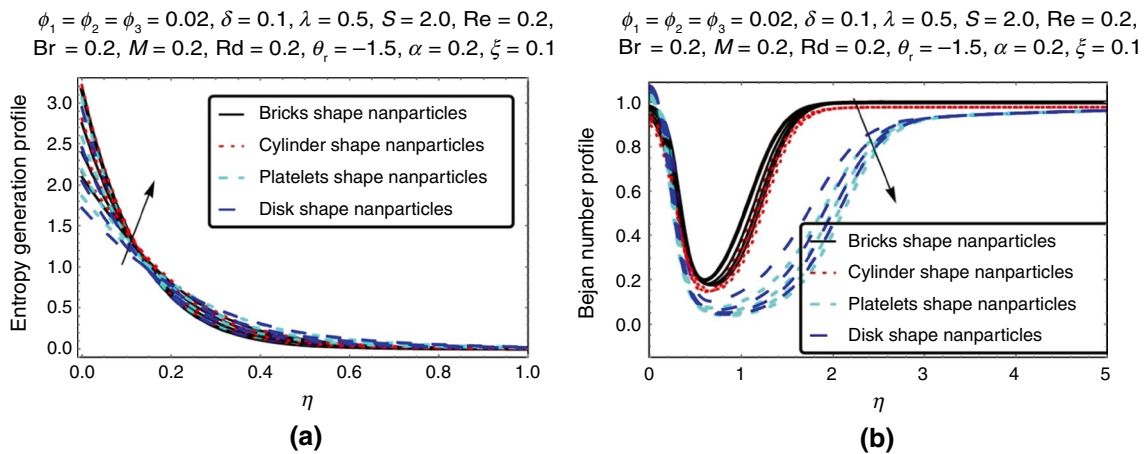 ϕ₁ = ϕ₂ = ϕ₃ = 0.02, δ = 0.1, λ = 0.5, S = 2.0, Re = 0.2,
Br = 0.2, M = 0.2, Rd = 0.2, θᵣ = −1.5, α = 0.2, ξ = 0.1
Entropy generation profile
3.0
2.5
2.0
1.5
1.0
0.5
0.0
Bricks shape nanparticles
Cylinder shape nanparticles
Platelets shape nanparticles
Disk shape nanparticles
0.0 0.2 0.4 0.6 0.8 1.0
η
(a)
ϕ₁ = ϕ₂ = ϕ₃ = 0.02, δ = 0.1, λ = 0.5, S = 2.0, Re = 0.2,
Br = 0.2, M = 0.2, Rd = 0.2, θᵣ = −1.5, α = 0.2, ξ = 0.1
Bejan number profile
1.0
0.8
0.6
0.4
0.2
0.0
Bricks shape nanparticles
Cylinder shape nanparticles
Platelets shape nanparticles
Disk shape nanparticles
0 1 2 3 4 5
η
(b)